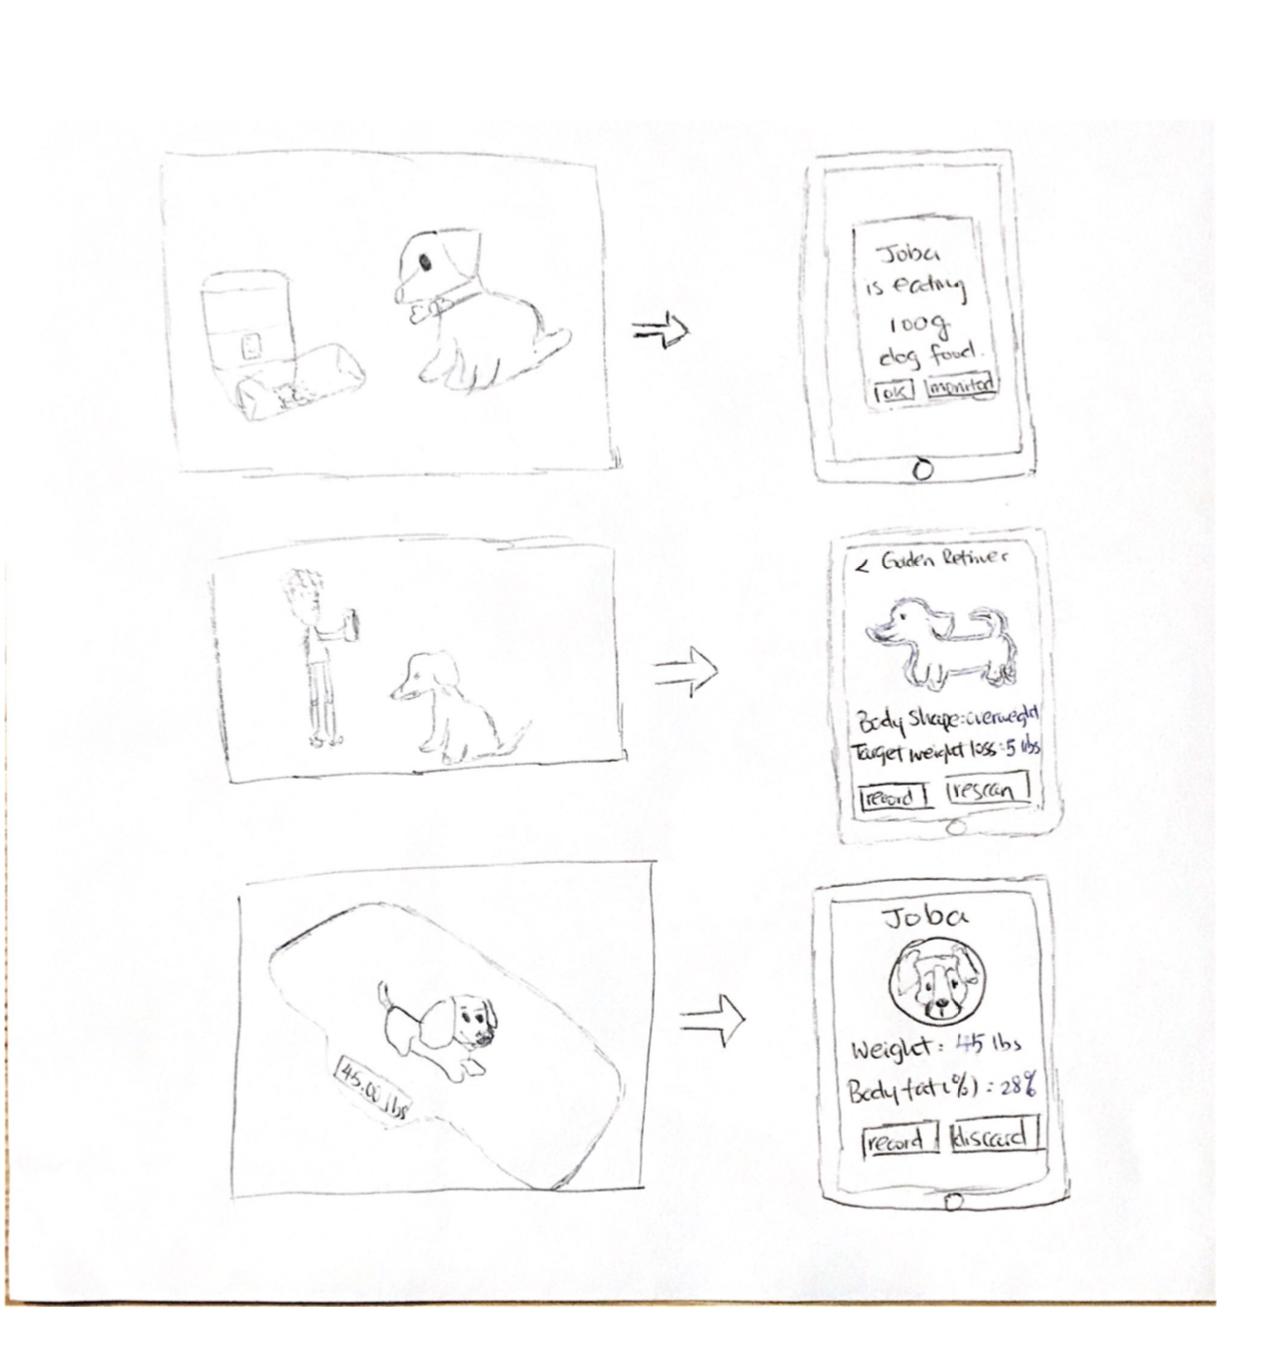 Joba
is eating
100g
dog food.
OK monitod
< Golden Retriver
Body Shape: overweight
Target weight loss: 5 lbs
record rescan
45.00 lbs
Joba
Weight: 45 lbs
Body fat (%): 28%
record discard